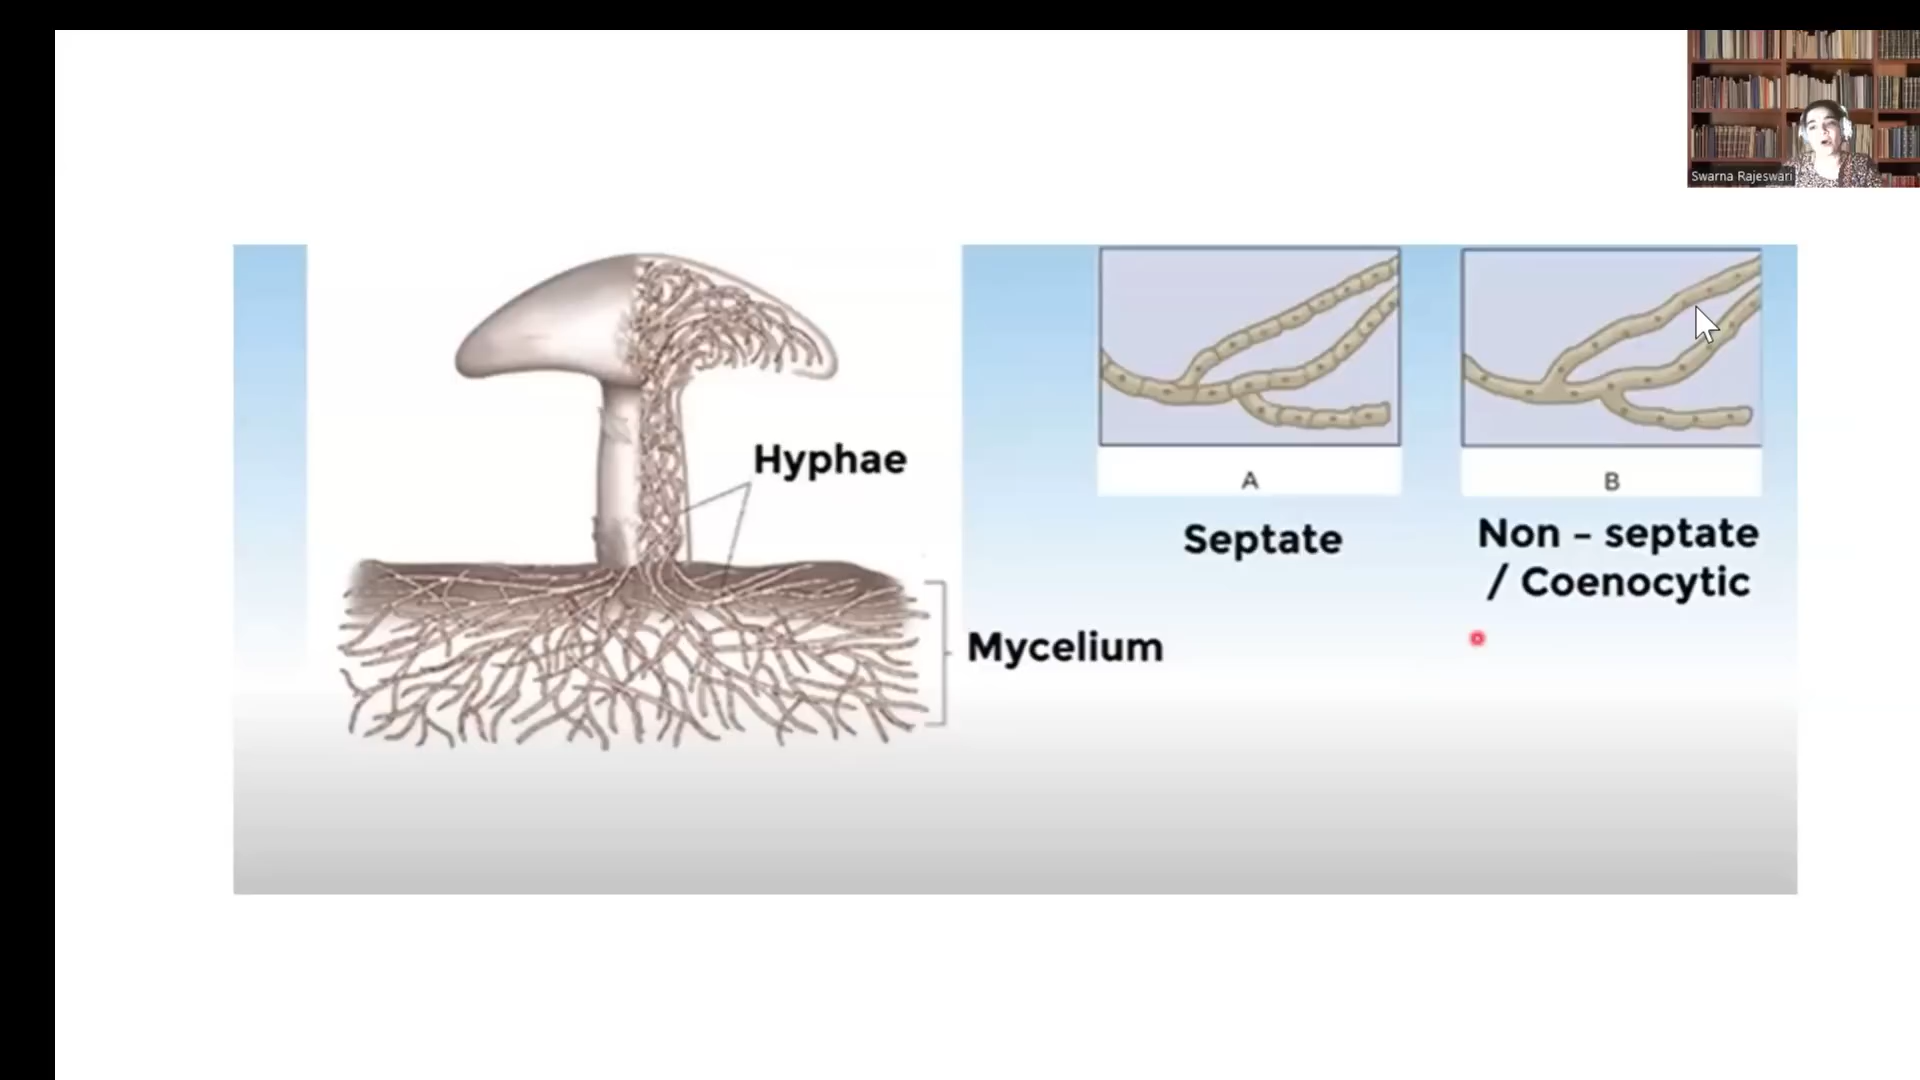 Swarna Rajeswari
Hyphae
Mycelium
A
Septate
B
Non - septate
/ Coenocytic